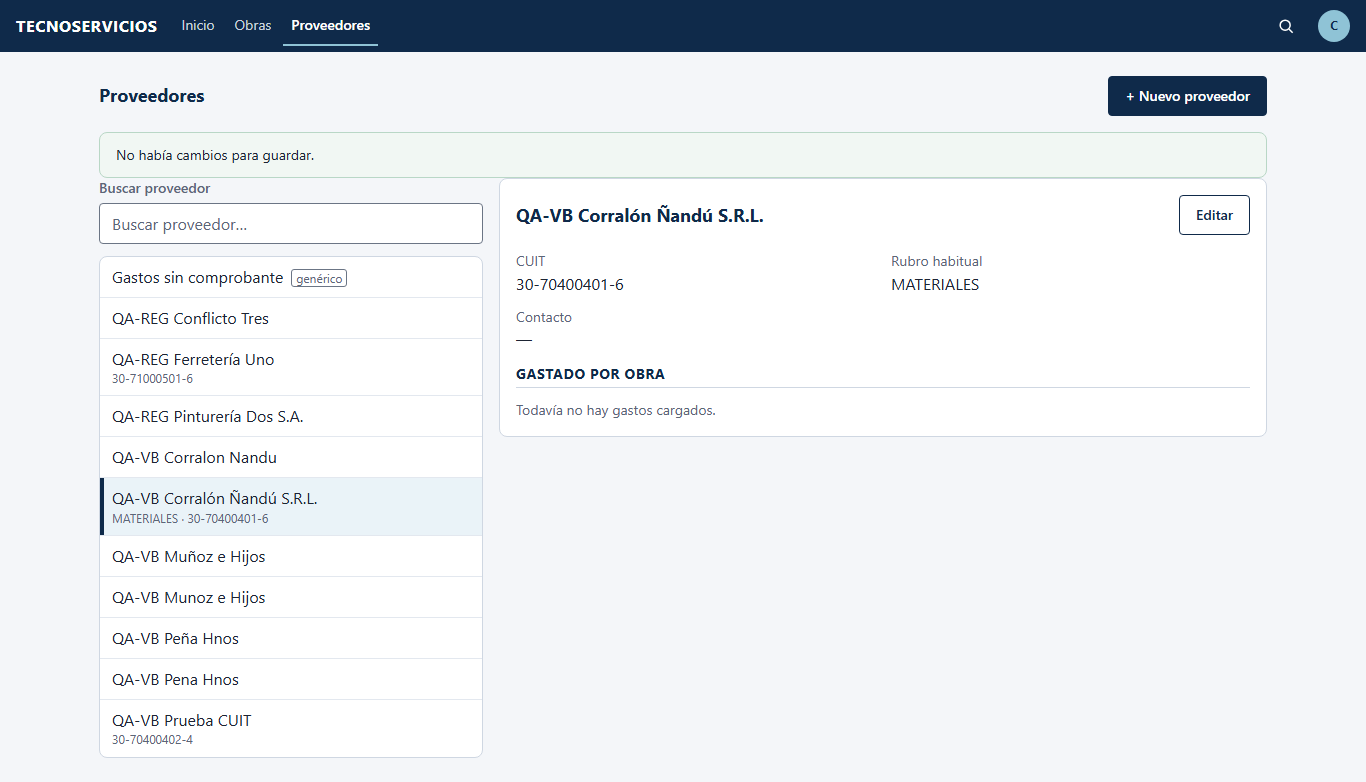 TECNOSERVICIOS Inicio Obras Proveedores C
Proveedores
+ Nuevo proveedor
No había cambios para guardar.
Buscar proveedor
Buscar proveedor...
Gastos sin comprobante genérico
QA-REG Conflicto Tres
QA-REG Ferretería Uno
30-71000501-6
QA-REG Pinturería Dos S.A.
QA-VB Corralon Nandu
QA-VB Corralón Ñandú S.R.L.
MATERIALES · 30-70400401-6
QA-VB Muñoz e Hijos
QA-VB Munoz e Hijos
QA-VB Peña Hnos
QA-VB Pena Hnos
QA-VB Prueba CUIT
30-70400402-4
QA-VB Corralón Ñandú S.R.L.
Editar
CUIT
30-70400401-6
Rubro habitual
MATERIALES
Contacto
—
GASTADO POR OBRA
Todavía no hay gastos cargados.